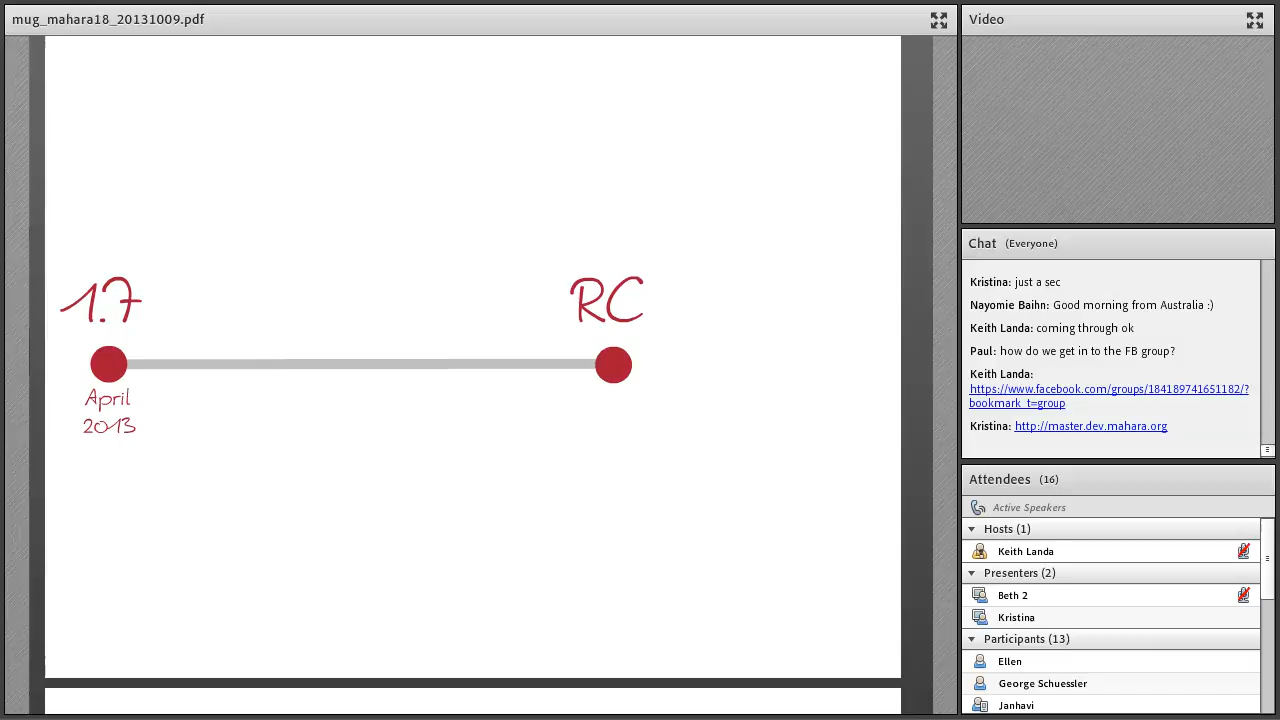 mug_mahara18_20131009.pdf
1.7
RC
April
2013
Video
Chat (Everyone)
Kristina: just a sec
Nayomie Baihn: Good morning from Australia :)
Keith Landa: coming through ok
Paul: how do we get in to the FB group?
Keith Landa:
https://www.facebook.com/groups/184189741651182/?
bookmark_t=group
Kristina: http://master.dev.mahara.org
Attendees (16)
Active Speakers
Hosts (1)
Keith Landa
Presenters (2)
Beth 2
Kristina
Participants (13)
Ellen
George Schuessler
Janhavi